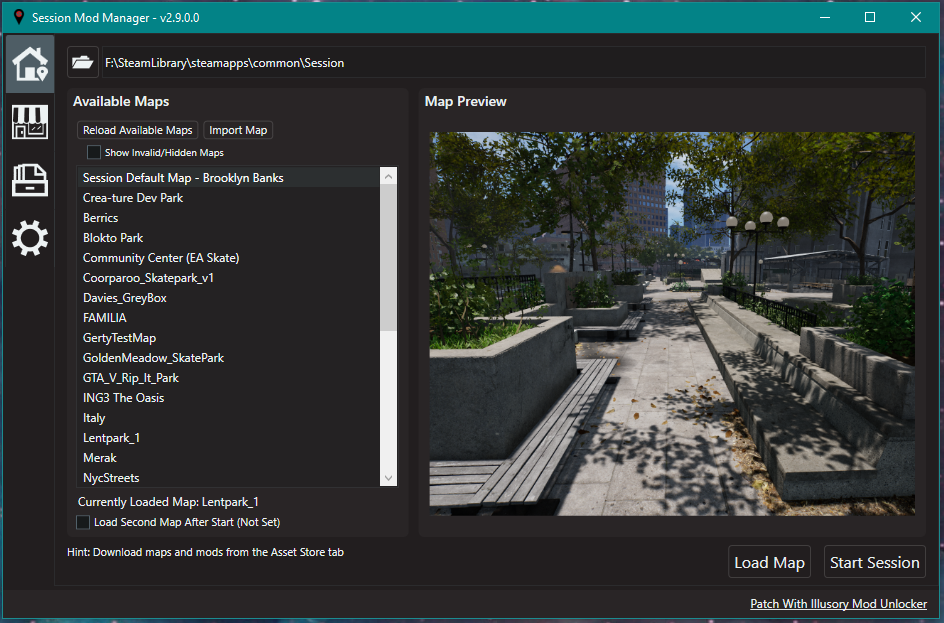 Session Mod Manager - v2.9.0.0
F:\SteamLibrary\steamapps\common\Session
Available Maps
Reload Available Maps
Import Map
Show Invalid/Hidden Maps
Session Default Map - Brooklyn Banks
Crea-ture Dev Park
Berrics
Blokto Park
Community Center (EA Skate)
Coorparoo_Skatepark_v1
Davies_GreyBox
FAMILIA
GertyTestMap
GoldenMeadow_SkatePark
GTA_V_Rip_It_Park
ING3 The Oasis
Italy
Lentpark_1
Merak
NycStreets
Currently Loaded Map: Lentpark_1
Load Second Map After Start (Not Set)
Hint: Download maps and mods from the Asset Store tab
Map Preview
Load Map
Start Session
Patch With Illusory Mod Unlocker